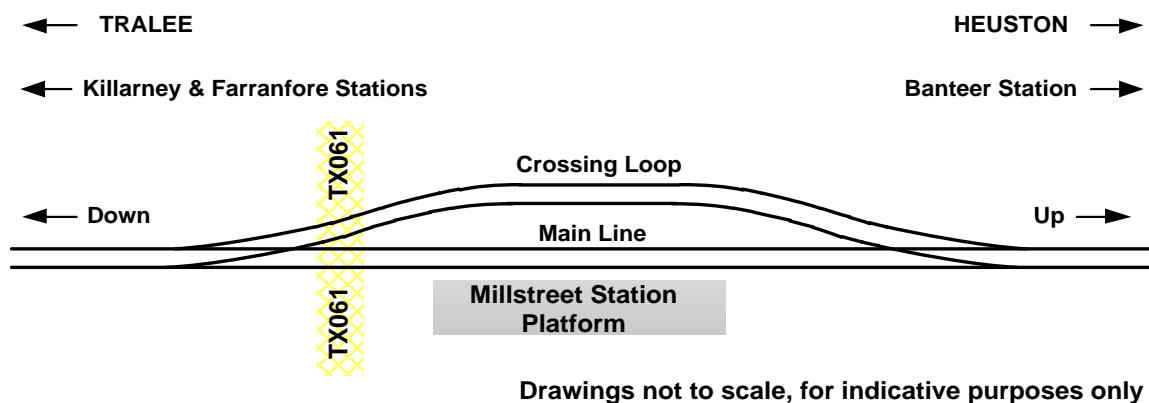 TRALEE
HEUSTON
Killarney & Farranfore Stations
Banteer Station
TX061
Crossing Loop
Down
Up
Main Line
TX061
Millstreet Station
Platform
Drawings not to scale, for indicative purposes only